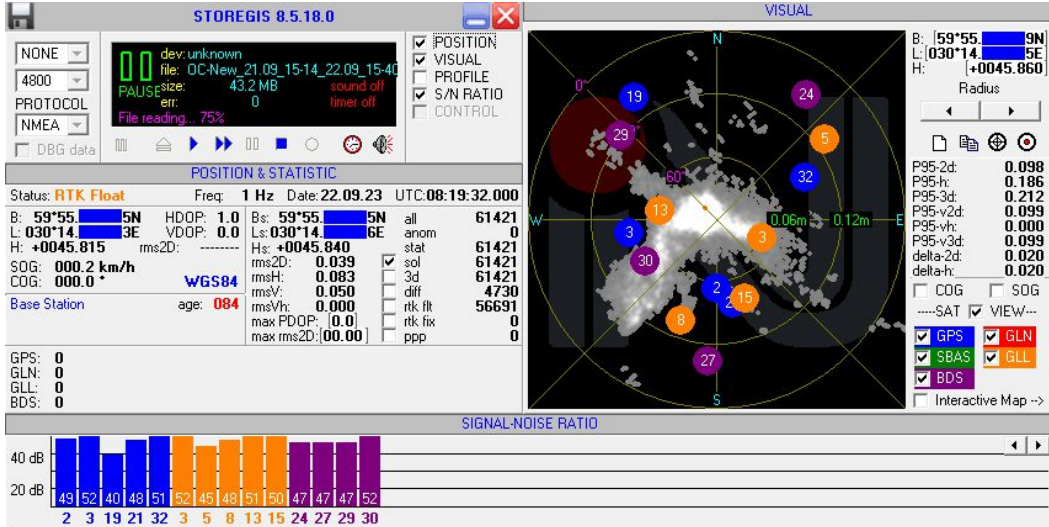 STOREGIS 8.5.18.0
NONE
4800
PROTOCOL
NMEA
DBG data
PAUSE
dev: unknown
file: OC-New_21.09_15-14_22.09_15-40
size: 43.2 MB sound off
err: 0 timer off
File reading... 75%
POSITION
VISUAL
PROFILE
S/N RATIO
CONTROL
POSITION & STATISTIC
Status: RTK Float Freq: 1 Hz Date: 22.09.23 UTC:08:19:32.000
B: 59*55. 5N HDOP: 1.0
L: 030*14. 3E VDOP: 0.0
H: +0045.815 rms2D: --------
SOG: 000.2 km/h
COG: 000.0 * WGS84
Base Station age: 084
Bs: 59*55. 5N
Ls: 030*14. 6E
Hs: +0045.840
rms2D: 0.039
rmsH: 0.083
rmsV: 0.050
rmsVh: 0.000
max PDOP: [0.0]
max rms2D: [00.00]
all 61421
anom 0
stat 61421
sol 61421
3d 61421
diff 4730
rtk flt 56691
rtk fix 0
ppp 0
GPS: 0
GLN: 0
GLL: 0
BDS: 0
VISUAL
N
0°
19
24
29
5
60°
32
13
W
3
3
0.06m
0.12m
E
30
2
2
15
8
27
S
B: [59*55. 9N]
L: [030*14. 5E]
H: [+0045.860]
Radius
P95-2d: 0.098
P95-h: 0.186
P95-3d: 0.212
P95-v2d: 0.099
P95-vh: 0.000
P95-v3d: 0.099
delta-2d: 0.020
delta-h: 0.020
COG SOG
----SAT VIEW---
GPS GLN
SBAS GLL
BDS
Interactive Map -->
SIGNAL-NOISE RATIO
40 dB
20 dB
49 52 40 48 51 52 45 48 51 50 47 47 47 52
2 3 19 21 32 3 5 8 13 15 24 27 29 30